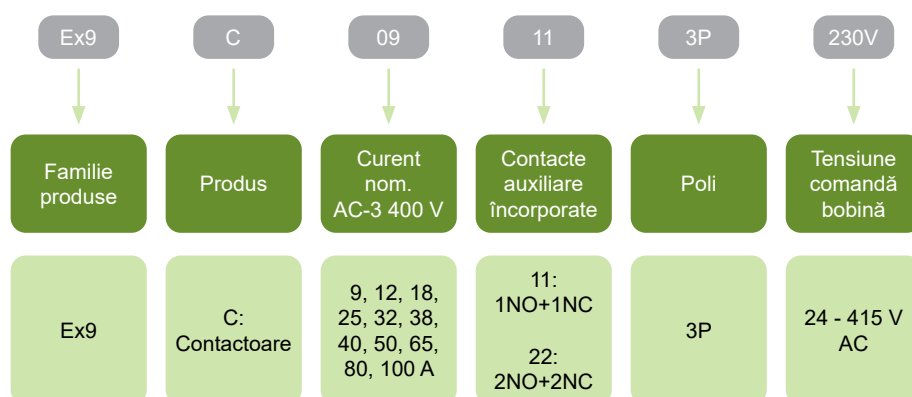 Ex9
C
09
11
3P
230V
Familie
produse
Produs
Curent
nom.
AC-3 400 V
Contacte
auxiliare
încorporate
Poli
Tensiune
comandă
bobină
Ex9
C:
Contactoare
9, 12, 18,
25, 32, 38,
40, 50, 65,
80, 100 A
11:
1NO+1NC
22:
2NO+2NC
3P
24 - 415 V
AC